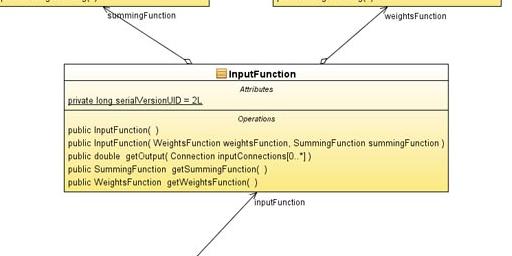 summingFunction
weightsFunction
InputFunction
Attributes
private long serialVersionUID = 2L
Operations
public InputFunction( )
public InputFunction( WeightsFunction weightsFunction, SummingFunction summingFunction )
public double getOutput( Connection inputConnections[0..*] )
public SummingFunction getSummingFunction( )
public WeightsFunction getWeightsFunction( )
inputFunction